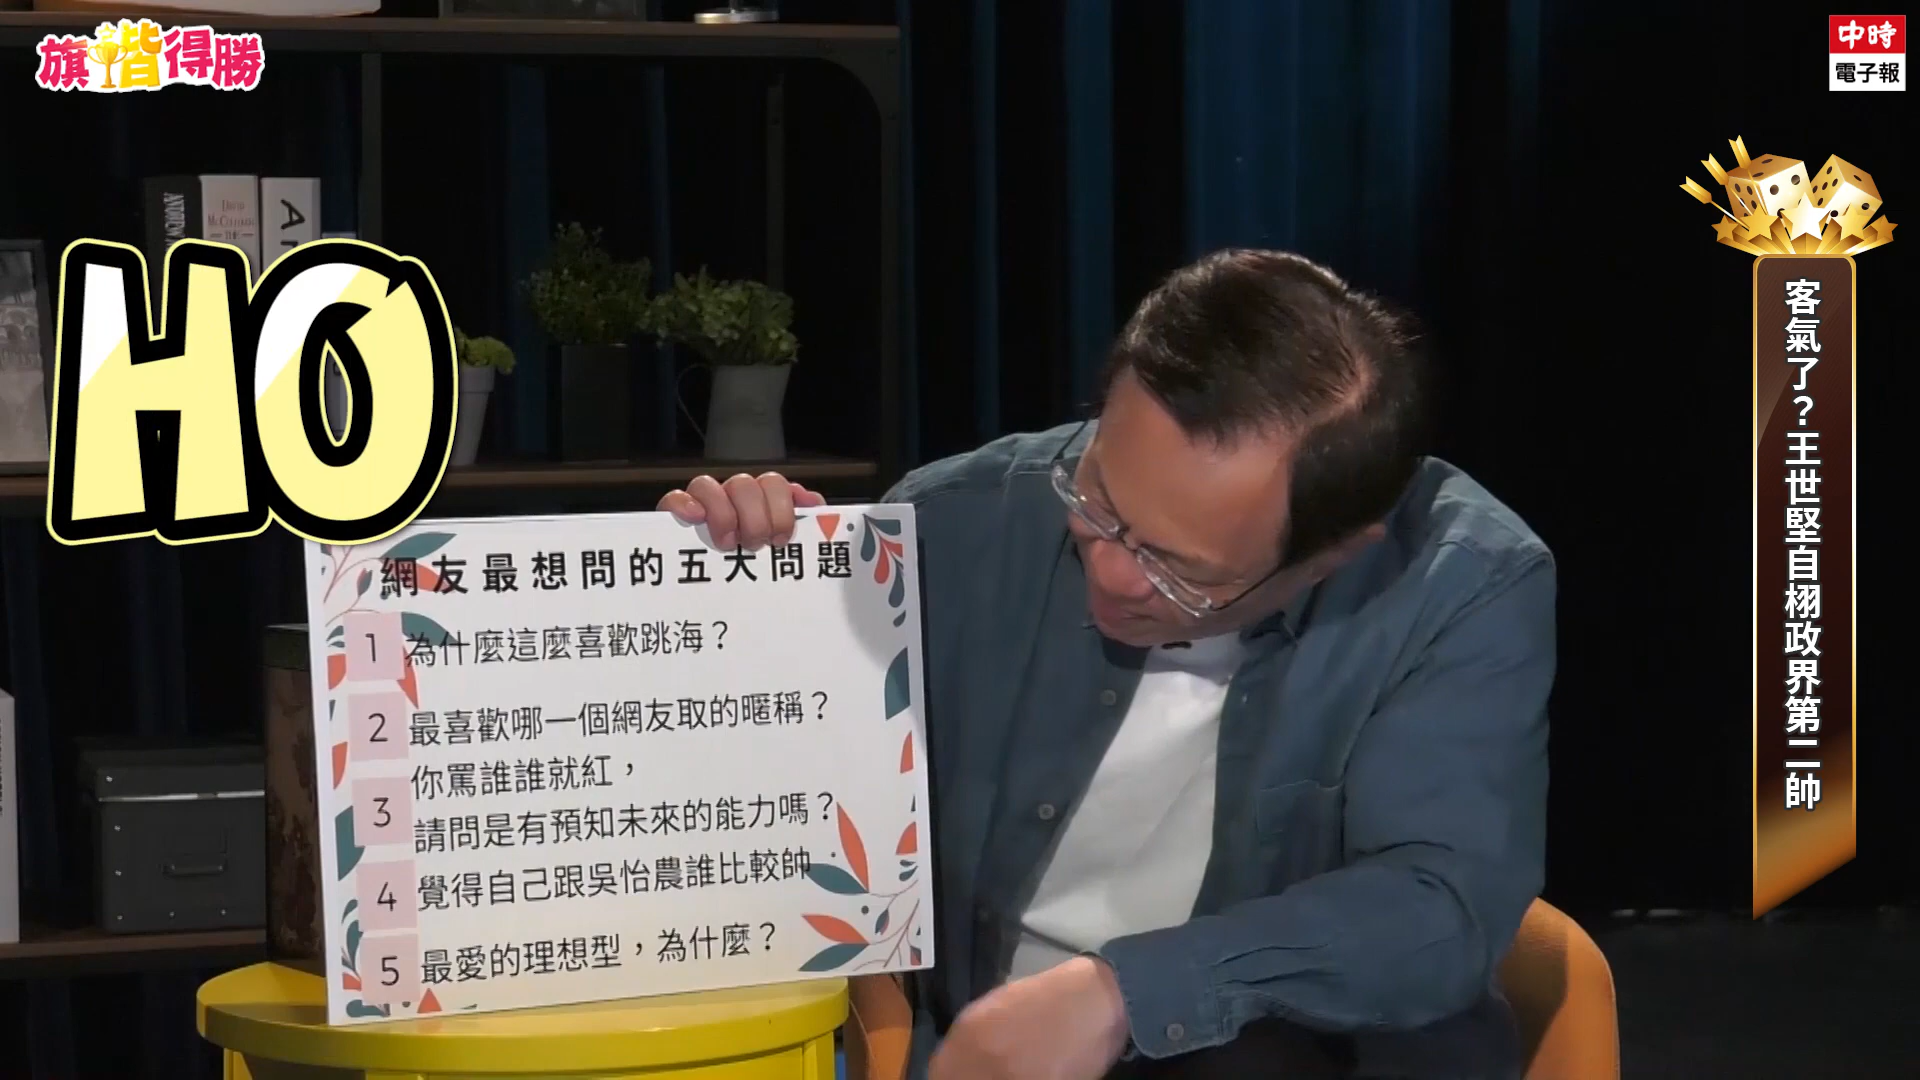 旗楷得勝
中時
電子報
DAVID
McCullough
THE
HO
網友最想問的五大問題
1 為什麼這麼喜歡跳海？
2 最喜歡哪一個網友取的暱稱？
3 你罵誰誰就紅，
請問是有預知未來的能力嗎？
4 覺得自己跟吳怡農誰比較帥
5 最愛的理想型，為什麼？
客氣了？王世堅自栩政界第二帥